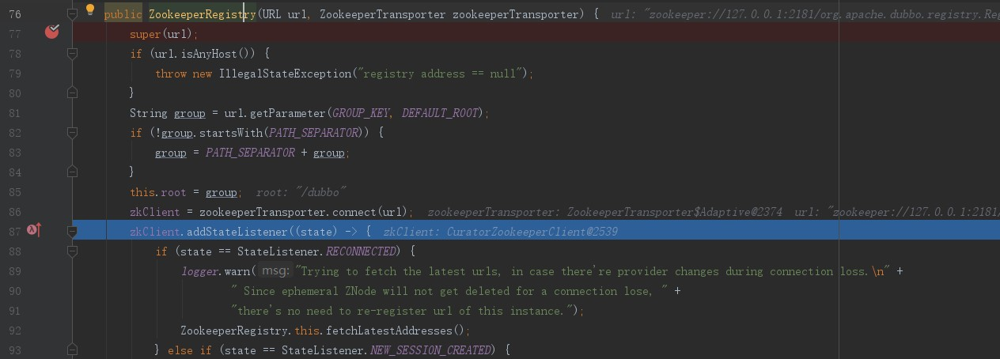 76 public ZookeeperRegistry(URL url, ZookeeperTransporter zookeeperTransporter) { url: "zookeeper://127.0.0.1:2181/org.apache.dubbo.registry.Reg
77 super(url);
78 if (url.isAnyHost()) {
79 throw new IllegalStateException("registry address == null");
80 }
81 String group = url.getParameter(GROUP_KEY, DEFAULT_ROOT);
82 if (!group.startsWith(PATH_SEPARATOR)) {
83 group = PATH_SEPARATOR + group;
84 }
85 this.root = group; root: "/dubbo"
86 zkClient = zookeeperTransporter.connect(url); zookeeperTransporter: ZookeeperTransporter$Adaptive@2374 url: "zookeeper://127.0.0.1:2181/
87 zkClient.addStateListener((state) -> { zkClient: CuratorZookeeperClient@2539
88 if (state == StateListener.RECONNECTED) {
89 logger.warn( msg: "Trying to fetch the latest urls, in case there're provider changes during connection loss.\n" +
90 " Since ephemeral ZNode will not get deleted for a connection lose, " +
91 "there's no need to re-register url of this instance.");
92 ZookeeperRegistry.this.fetchLatestAddresses();
93 } else if (state == StateListener.NEW_SESSION_CREATED) {